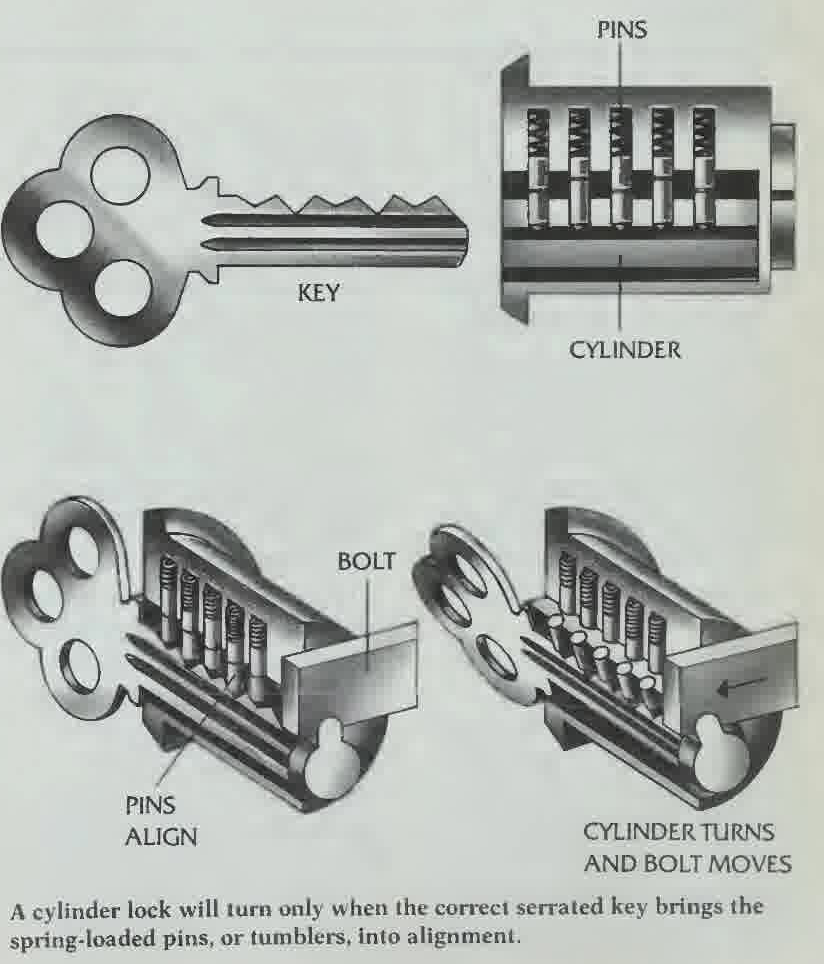 PINS
KEY
CYLINDER
BOLT
PINS
ALIGN
CYLINDER TURNS
AND BOLT MOVES
A cylinder lock will turn only when the correct serrated key brings the
spring-loaded pins, or tumblers, into alignment.